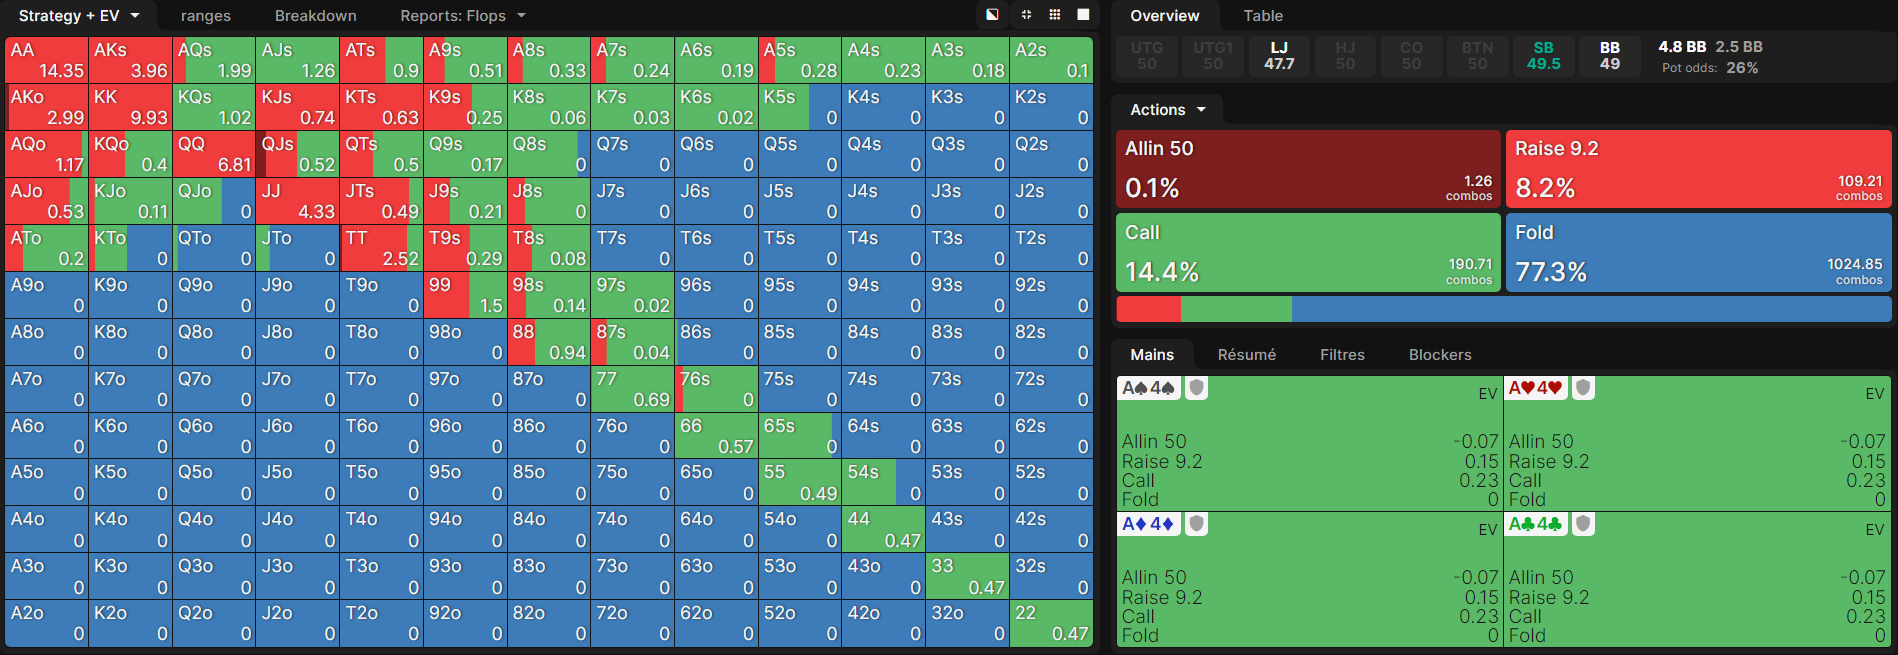 Strategy + EV ranges Breakdown Reports: Flops
AA AKs AQs AJs ATs A9s A8s A7s A6s A5s A4s A3s A2s
14.35 3.96 1.99 1.26 0.9 0.51 0.33 0.24 0.19 0.28 0.23 0.18 0.1
AKo KK KQs KJs KTs K9s K8s K7s K6s K5s K4s K3s K2s
2.99 9.93 1.02 0.74 0.63 0.25 0.06 0.03 0.02 0 0 0 0
AQo KQo QQ QJs QTs Q9s Q8s Q7s Q6s Q5s Q4s Q3s Q2s
1.17 0.4 6.81 0.52 0.5 0.17 0 0 0 0 0 0 0
AJo KJo QJo JJ JTs J9s J8s J7s J6s J5s J4s J3s J2s
0.53 0.11 0 4.33 0.49 0.21 0 0 0 0 0 0 0
ATo KTo QTo JTo TT T9s T8s T7s T6s T5s T4s T3s T2s
0.2 0 0 0 2.52 0.29 0.08 0 0 0 0 0 0
A9o K9o Q9o J9o T9o 99 98s 97s 96s 95s 94s 93s 92s
0 0 0 0 0 1.5 0.14 0.02 0 0 0 0 0
A8o K8o Q8o J8o T8o 98o 88 87s 86s 85s 84s 83s 82s
0 0 0 0 0 0 0.94 0.04 0 0 0 0 0
A7o K7o Q7o J7o T7o 97o 87o 77 76s 75s 74s 73s 72s
0 0 0 0 0 0 0 0.69 0 0 0 0 0
A6o K6o Q6o J6o T6o 96o 86o 76o 66 65s 64s 63s 62s
0 0 0 0 0 0 0 0 0.57 0 0 0 0
A5o K5o Q5o J5o T5o 95o 85o 75o 65o 55 54s 53s 52s
0 0 0 0 0 0 0 0 0 0.49 0 0 0
A4o K4o Q4o J4o T4o 94o 84o 74o 64o 54o 44 43s 42s
0 0 0 0 0 0 0 0 0 0 0.47 0 0
A3o K3o Q3o J3o T3o 93o 83o 73o 63o 53o 43o 33 32s
0 0 0 0 0 0 0 0 0 0 0 0.47 0
A2o K2o Q2o J2o T2o 92o 82o 72o 62o 52o 42o 32o 22
0 0 0 0 0 0 0 0 0 0 0 0 0.47
Overview Table
UTG UTG1 LJ HJ CO BTN SB BB
50 50 47.7 50 50 50 49.5 49
4.8 BB 2.5 BB
Pot odds: 26%
Actions
Allin 50
0.1% 1.26
combos
Raise 9.2
8.2% 109.21
combos
Call
14.4% 190.71
combos
Fold
77.3% 1024.85
combos
Mains Résumé Filtres Blockers
A♠4♠ EV
Allin 50 -0.07
Raise 9.2 0.15
Call 0.23
Fold 0
A♥4♥ EV
Allin 50 -0.07
Raise 9.2 0.15
Call 0.23
Fold 0
A♦4♦ EV
Allin 50 -0.07
Raise 9.2 0.15
Call 0.23
Fold 0
A♣4♣ EV
Allin 50 -0.07
Raise 9.2 0.15
Call 0.23
Fold 0